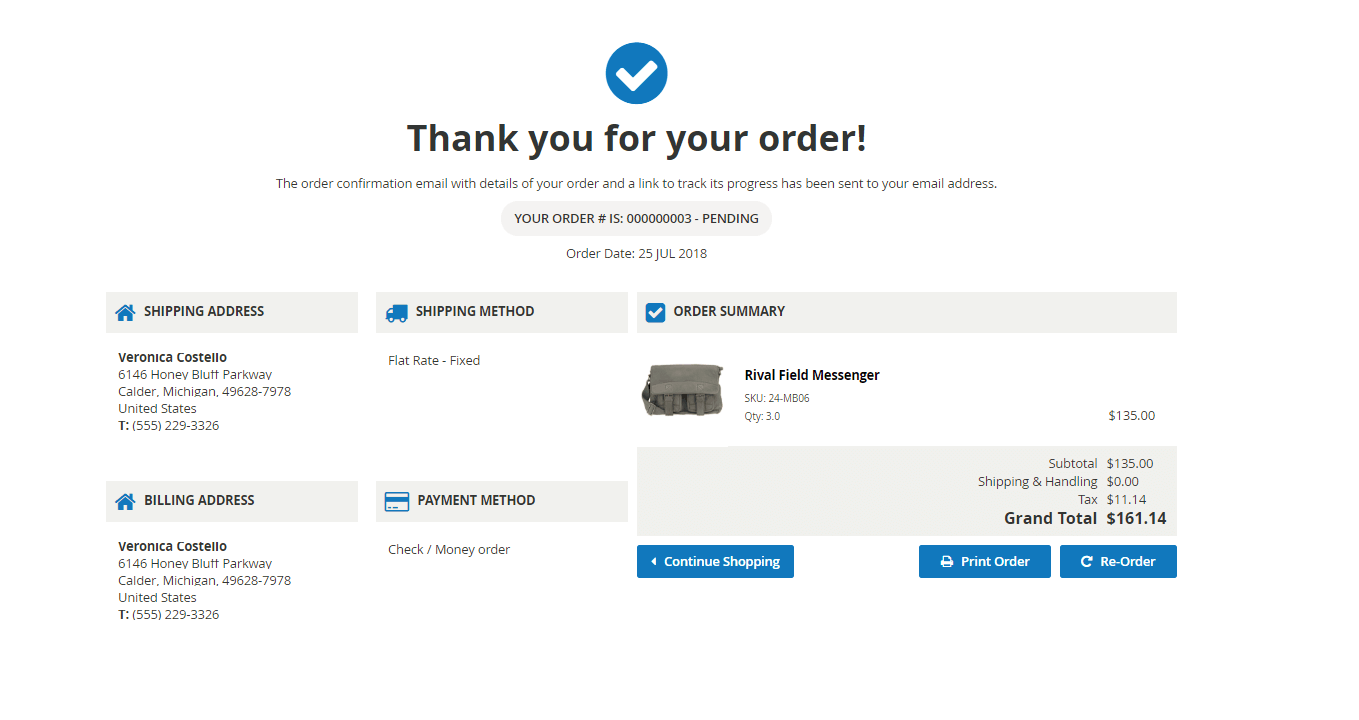 Thank you for your order!
The order confirmation email with details of your order and a link to track its progress has been sent to your email address.
YOUR ORDER # IS: 000000003 - PENDING
Order Date: 25 JUL 2018
SHIPPING ADDRESS
Veronica Costello
6146 Honey Bluff Parkway
Calder, Michigan, 49628-7978
United States
T: (555) 229-3326
SHIPPING METHOD
Flat Rate - Fixed
BILLING ADDRESS
Veronica Costello
6146 Honey Bluff Parkway
Calder, Michigan, 49628-7978
United States
T: (555) 229-3326
PAYMENT METHOD
Check / Money order
ORDER SUMMARY
Rival Field Messenger
SKU: 24-MB06
Qty: 3.0 $135.00
Subtotal $135.00
Shipping & Handling $0.00
Tax $11.14
Grand Total $161.14
Continue Shopping
Print Order
Re-Order